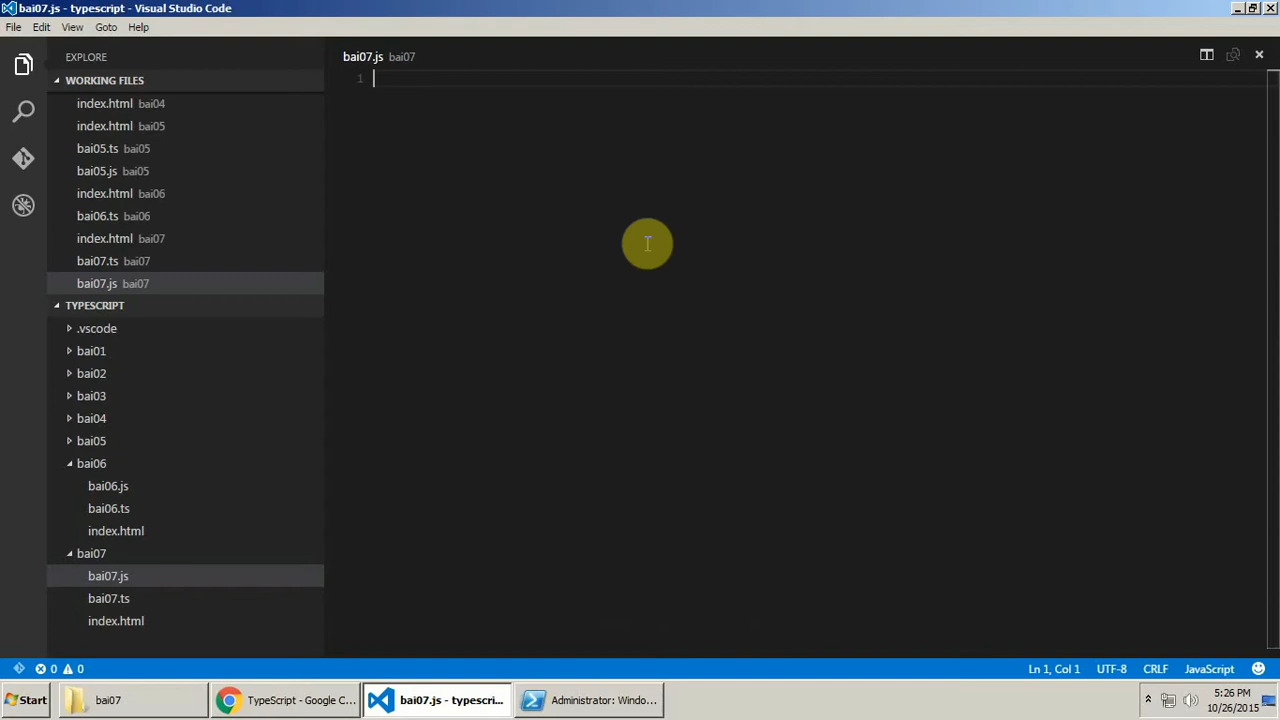 bai07.js - typescript - Visual Studio Code
File Edit View Goto Help
EXPLORE
WORKING FILES
index.html bai04
index.html bai05
bai05.ts bai05
bai05.js bai05
index.html bai06
bai06.ts bai06
index.html bai07
bai07.ts bai07
bai07.js bai07
TYPESCRIPT
.vscode
bai01
bai02
bai03
bai04
bai05
bai06
bai06.js
bai06.ts
index.html
bai07
bai07.js
bai07.ts
index.html
bai07.js bai07
1
0 0
Ln 1, Col 1 UTF-8 CRLF JavaScript
Start bai07 TypeScript - Google C... bai07.js - typescri... Administrator: Windo...
5:26 PM
10/26/2015